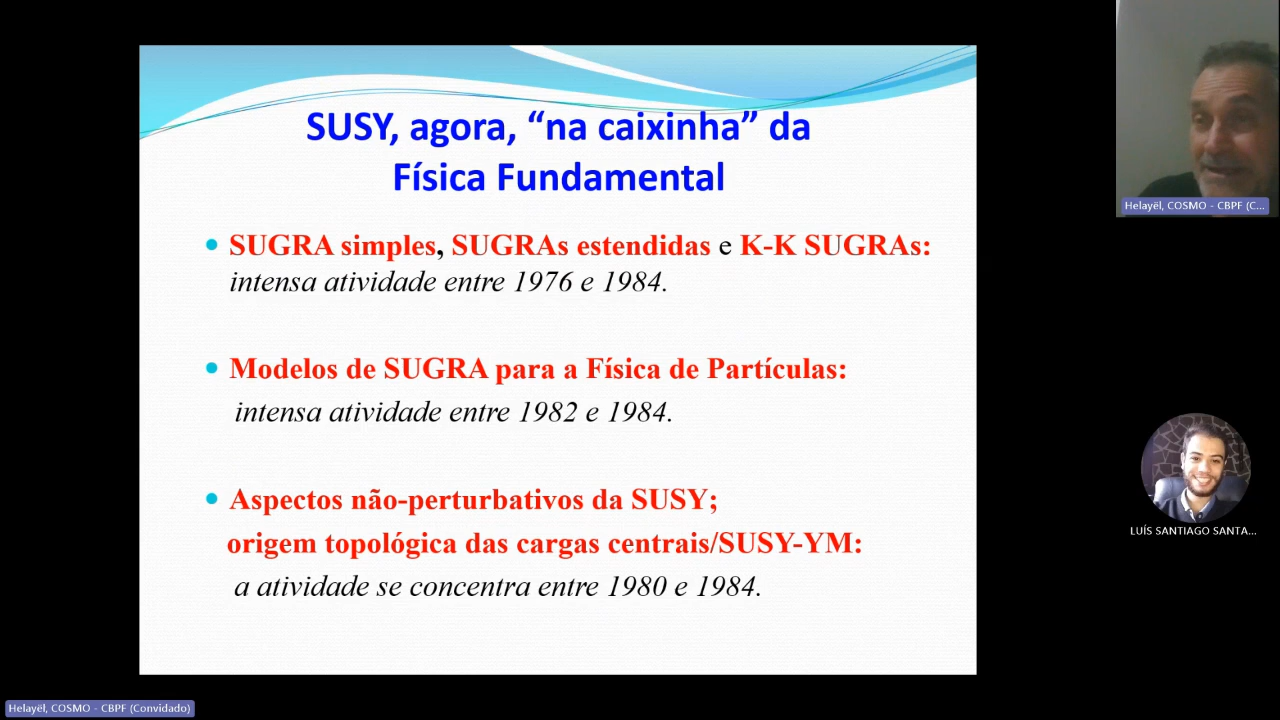 SUSY, agora, “na caixinha” da
Física Fundamental
• SUGRA simples, SUGRAs estendidas e K-K SUGRAs:
intensa atividade entre 1976 e 1984.
• Modelos de SUGRA para a Física de Partículas:
intensa atividade entre 1982 e 1984.
• Aspectos não-perturbativos da SUSY;
origem topológica das cargas centrais/SUSY-YM:
a atividade se concentra entre 1980 e 1984.
Helayël, COSMO - CBPF (C...
LUÍS SANTIAGO SANTA...
Helayël, COSMO - CBPF (Convidado)